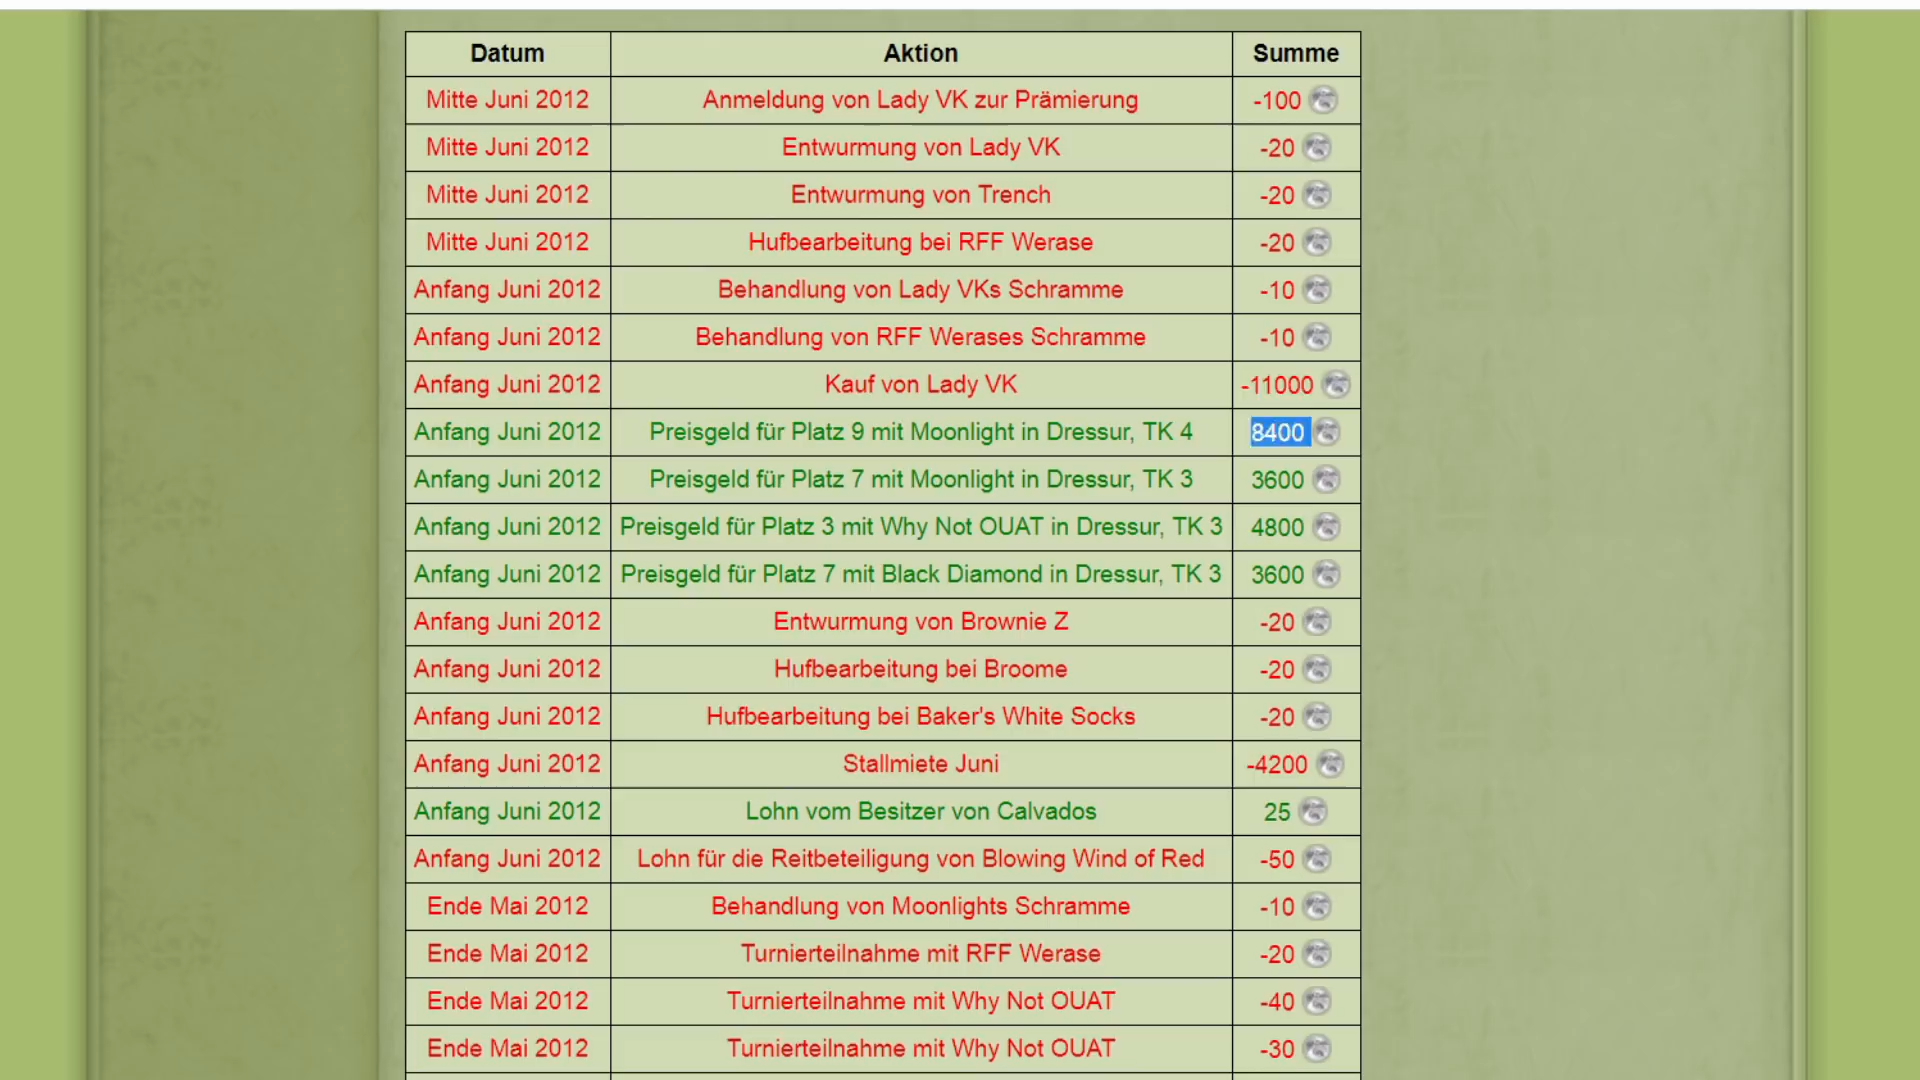 Datum Aktion Summe
Mitte Juni 2012 Anmeldung von Lady VK zur Prämierung -100
Mitte Juni 2012 Entwurmung von Lady VK -20
Mitte Juni 2012 Entwurmung von Trench -20
Mitte Juni 2012 Hufbearbeitung bei RFF Werase -20
Anfang Juni 2012 Behandlung von Lady VKs Schramme -10
Anfang Juni 2012 Behandlung von RFF Werases Schramme -10
Anfang Juni 2012 Kauf von Lady VK -11000
Anfang Juni 2012 Preisgeld für Platz 9 mit Moonlight in Dressur, TK 4 8400
Anfang Juni 2012 Preisgeld für Platz 7 mit Moonlight in Dressur, TK 3 3600
Anfang Juni 2012 Preisgeld für Platz 3 mit Why Not OUAT in Dressur, TK 3 4800
Anfang Juni 2012 Preisgeld für Platz 7 mit Black Diamond in Dressur, TK 3 3600
Anfang Juni 2012 Entwurmung von Brownie Z -20
Anfang Juni 2012 Hufbearbeitung bei Broome -20
Anfang Juni 2012 Hufbearbeitung bei Baker's White Socks -20
Anfang Juni 2012 Stallmiete Juni -4200
Anfang Juni 2012 Lohn vom Besitzer von Calvados 25
Anfang Juni 2012 Lohn für die Reitbeteiligung von Blowing Wind of Red -50
Ende Mai 2012 Behandlung von Moonlights Schramme -10
Ende Mai 2012 Turnierteilnahme mit RFF Werase -20
Ende Mai 2012 Turnierteilnahme mit Why Not OUAT -40
Ende Mai 2012 Turnierteilnahme mit Why Not OUAT -30